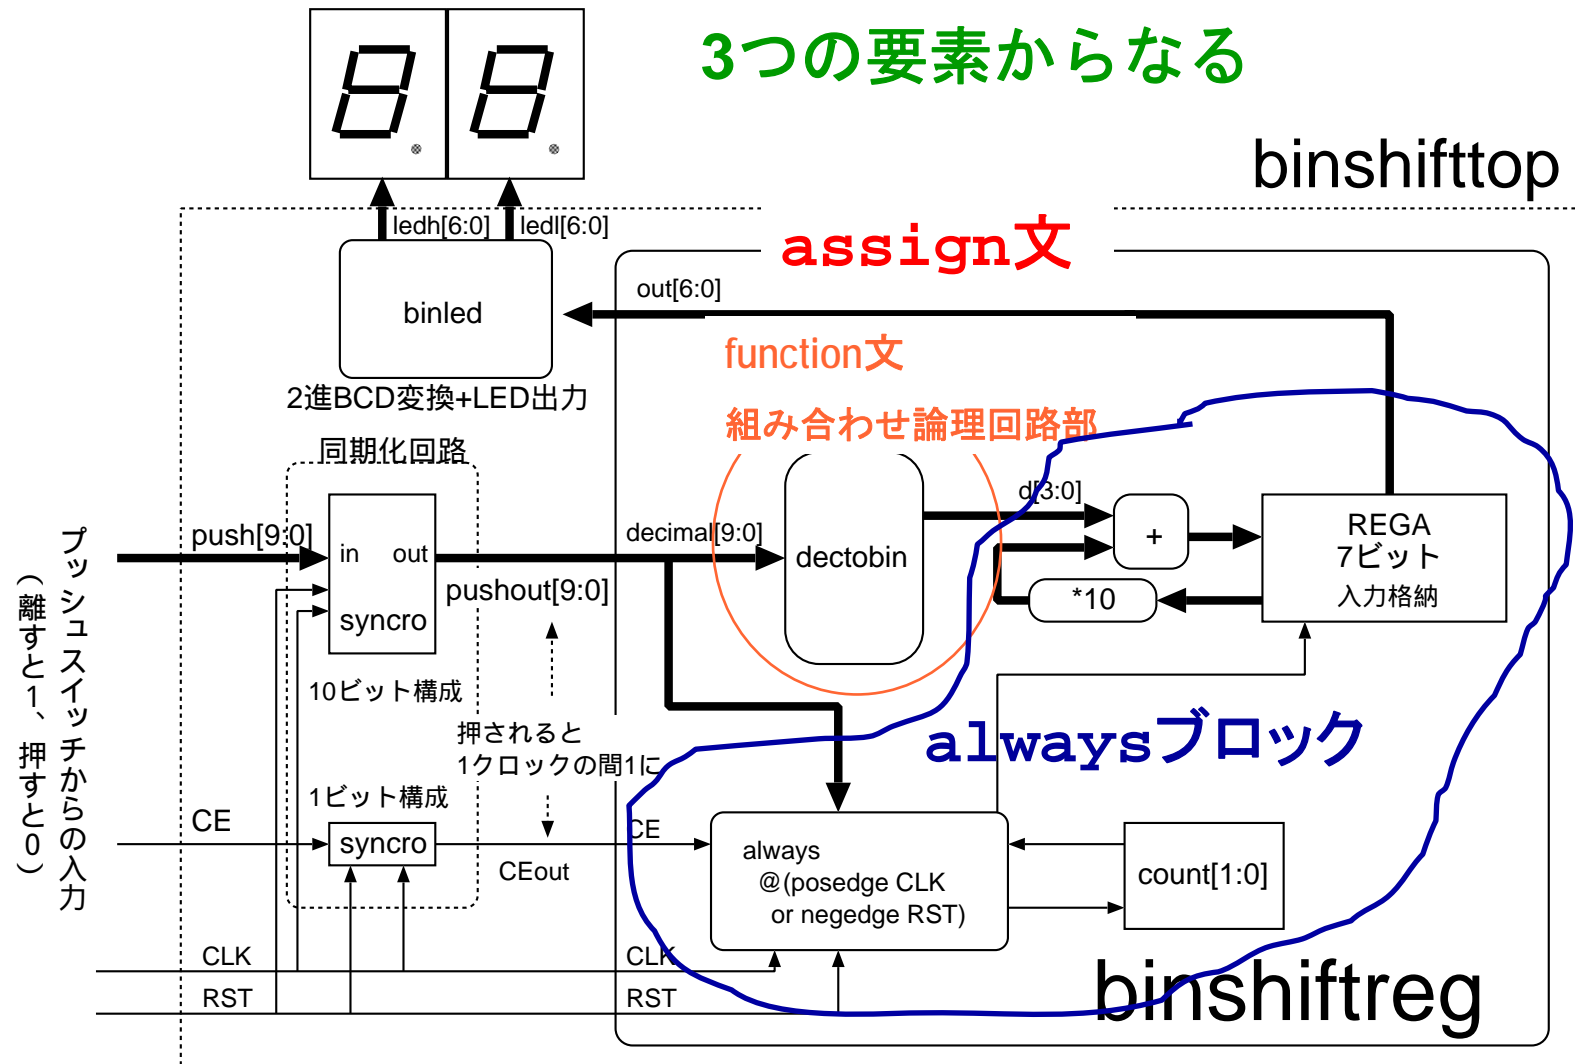 3つの要素からなる
binshifttop
ledh[6:0]
ledl[6:0]
assign文
binled
out[6:0]
function文
2進BCD変換+LED出力
組み合わせ論理回路部
同期化回路
プッシュスイッチからの入力
（離すと1、押すと0）
push[9:0]
in
out
syncro
decimal[9:0]
pushout[9:0]
dectobin
d[3:0]
+
*10
REGA
7ビット
入力格納
10ビット構成
押されると
1クロックの間1に
alwaysブロック
1ビット構成
CE
syncro
CEout
CE
always
@(posedge CLK
or negedge RST)
count[1:0]
CLK
CLK
RST
RST
binshiftreg